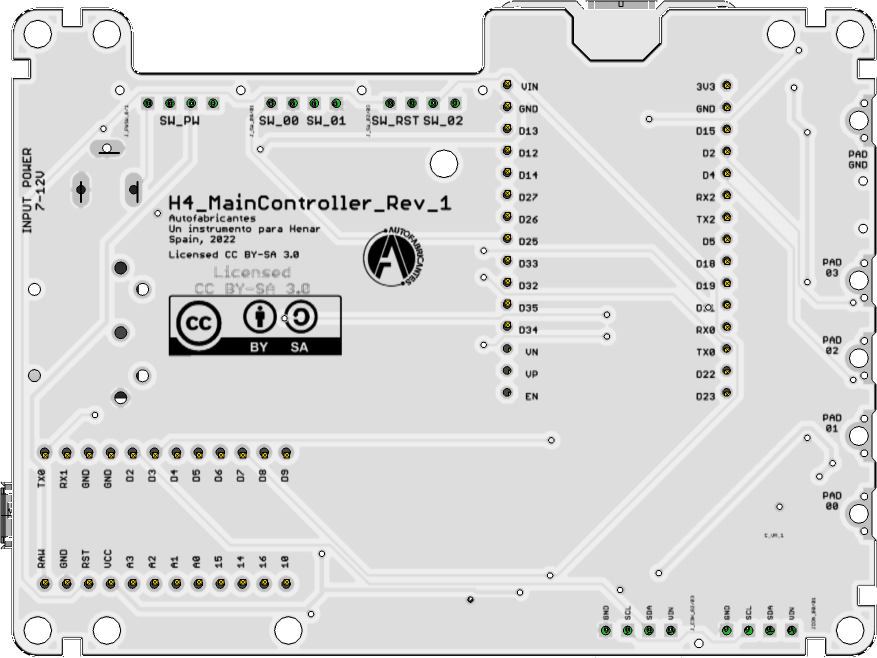 VIN
GND
D13
D12
D14
D27
D26
D25
D33
D32
D35
D34
VN
VP
EN
3V3
GND
D15
D2
D4
RX2
TX2
D5
D18
D19
RX0
TX0
D22
D23
SW_PW
SW_00 SW_01
SW_RST SW_02
INPUT POWER
7-12V
H4_MainController_Rev_1
Autofabricantes
Un instrumento para Henar
Spain, 2022
Licensed CC BY-SA 3.0
AUTOFABRICANTES
Licensed
CC BY-SA 3.0
CC
BY SA
PAD
GND
PAD
03
PAD
02
PAD
01
PAD
00
TX0 RX1 GND GND D2 D3 D4 D5 D6 D7 D8 D9
RAW GND RST VCC A3 A2 A1 A0 15 14 16 10
GND SCL SDA VIN
GND SCL SDA VIN